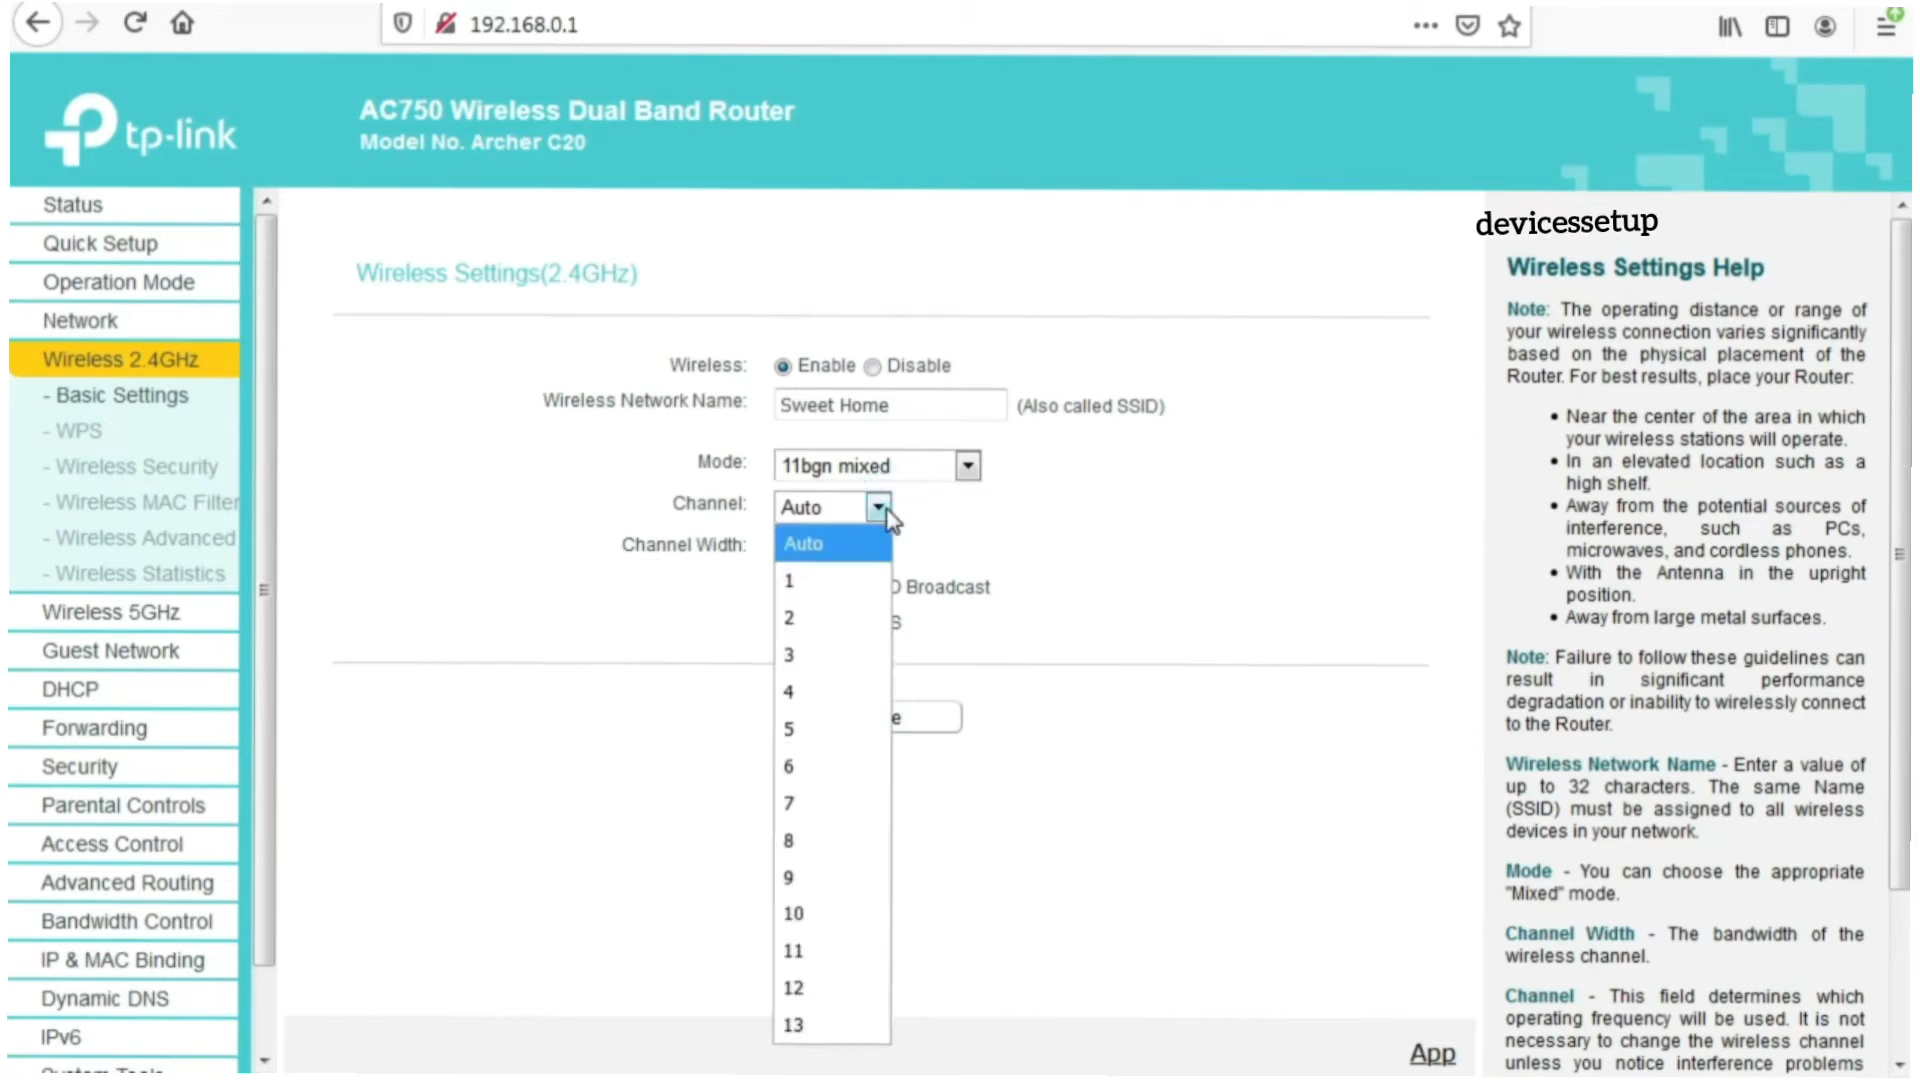 192.168.0.1
tp-link
AC750 Wireless Dual Band Router
Model No. Archer C20
Status
Quick Setup
Operation Mode
Network
Wireless 2.4GHz
- Basic Settings
- WPS
- Wireless Security
- Wireless MAC Filter
- Wireless Advanced
- Wireless Statistics
Wireless 5GHz
Guest Network
DHCP
Forwarding
Security
Parental Controls
Access Control
Advanced Routing
Bandwidth Control
IP & MAC Binding
Dynamic DNS
IPv6
Wireless Settings(2.4GHz)
Wireless: Enable Disable
Wireless Network Name: Sweet Home (Also called SSID)
Mode: 11bgn mixed
Channel: Auto
Channel Width:
Auto
1
2
3
4
5
6
7
8
9
10
11
12
13
Broadcast
App
devicessetup
Wireless Settings Help
Note: The operating distance or range of
your wireless connection varies significantly
based on the physical placement of the
Router. For best results, place your Router:
• Near the center of the area in which
your wireless stations will operate.
• In an elevated location such as a
high shelf.
• Away from the potential sources of
interference, such as PCs,
microwaves, and cordless phones.
• With the Antenna in the upright
position.
• Away from large metal surfaces.
Note: Failure to follow these guidelines can
result in significant performance
degradation or inability to wirelessly connect
to the Router.
Wireless Network Name - Enter a value of
up to 32 characters. The same Name
(SSID) must be assigned to all wireless
devices in your network.
Mode - You can choose the appropriate
"Mixed" mode.
Channel Width - The bandwidth of the
wireless channel.
Channel - This field determines which
operating frequency will be used. It is not
necessary to change the wireless channel
unless you notice interference problems